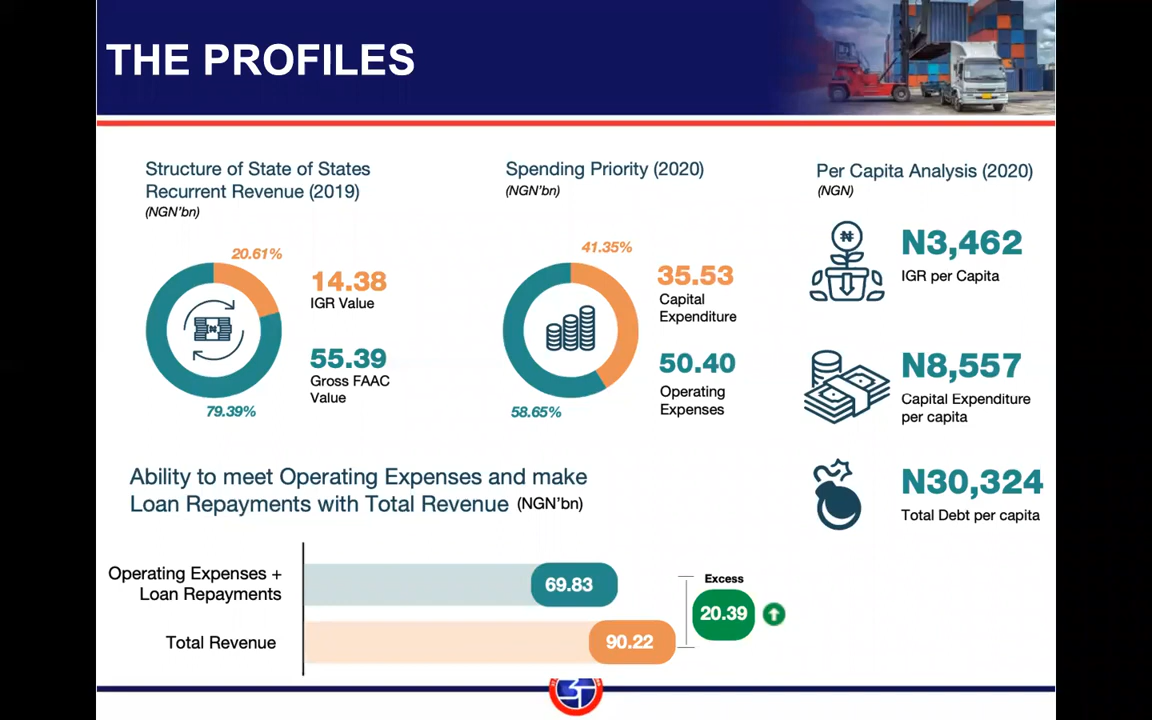 THE PROFILES
Structure of State of States
Recurrent Revenue (2019)
(NGN'bn)
20.61%
14.38
IGR Value
55.39
Gross FAAC
Value
79.39%
Spending Priority (2020)
(NGN'bn)
41.35%
35.53
Capital
Expenditure
50.40
Operating
Expenses
58.65%
Per Capita Analysis (2020)
(NGN)
N3,462
IGR per Capita
N8,557
Capital Expenditure
per capita
N30,324
Total Debt per capita
Ability to meet Operating Expenses and make
Loan Repayments with Total Revenue (NGN'bn)
Operating Expenses +
Loan Repayments
69.83
Total Revenue
90.22
Excess
20.39